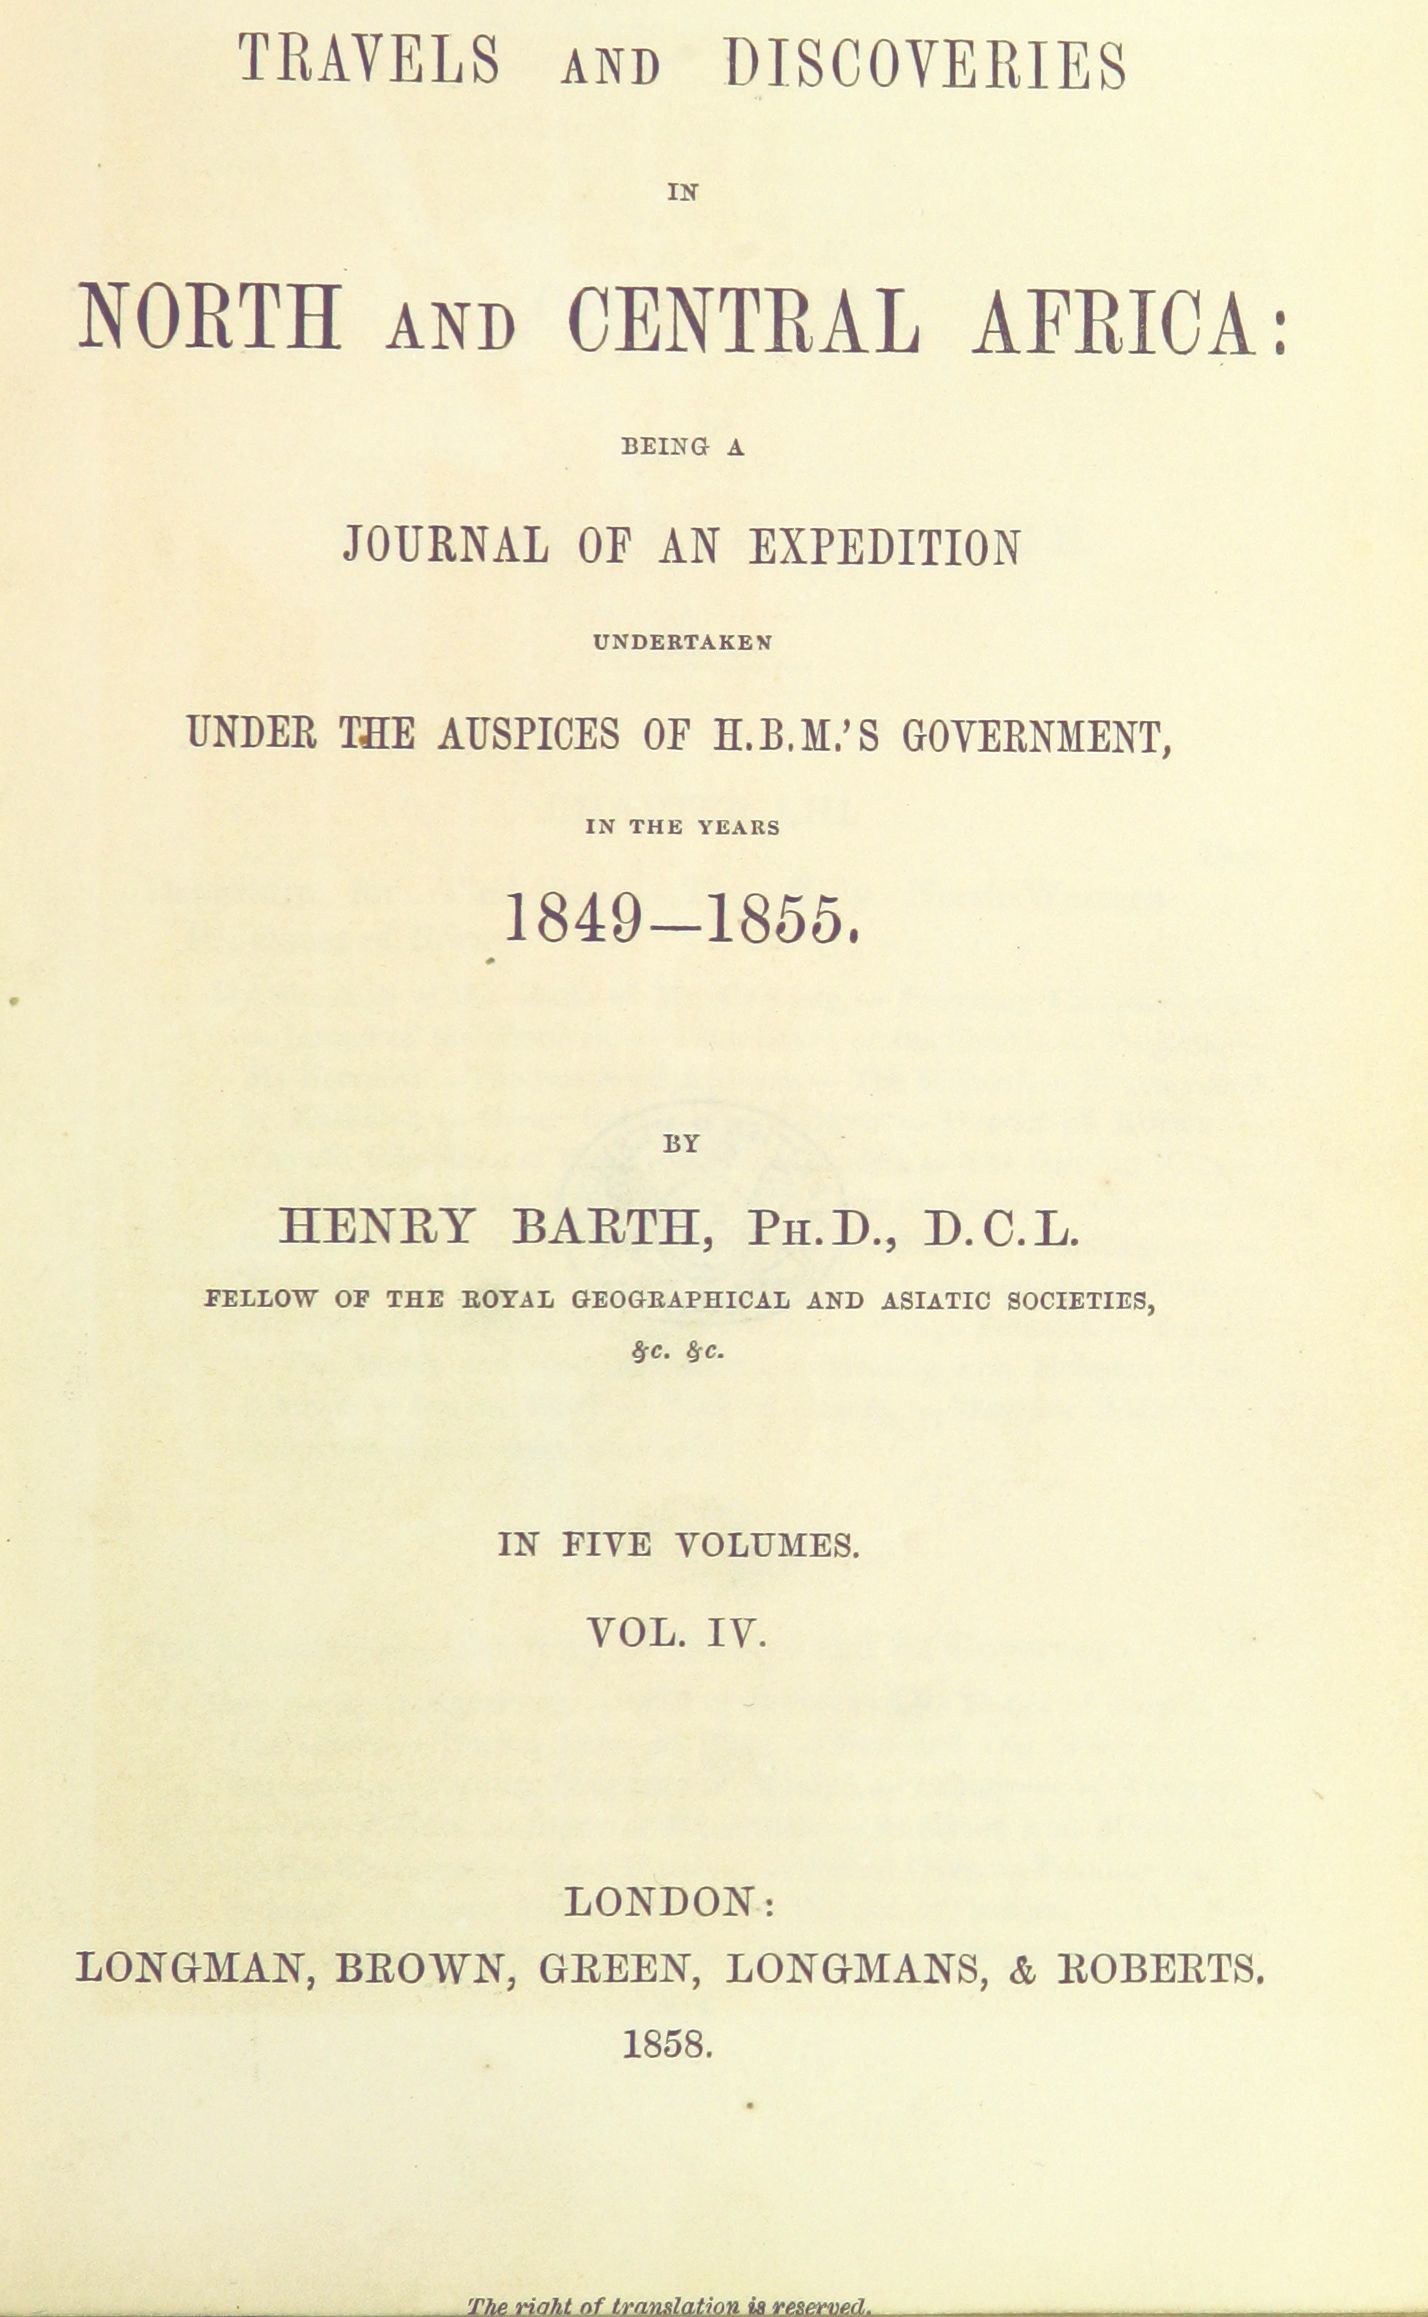 TRAVELS AND DISCOVERIES
IN
NORTH AND CENTRAL AFRICA:
BEING A
JOURNAL OF AN EXPEDITION
UNDERTAKEN
UNDER THE AUSPICES OF H.B.M.'S GOVERNMENT,
IN THE YEARS
1849—1855.
BY
HENRY BARTH, PH.D., D.C.L.
FELLOW OF THE ROYAL GEOGRAPHICAL AND ASIATIC SOCIETIES,
&c. &c.
IN FIVE VOLUMES.
VOL. IV.
LONDON:
LONGMAN, BROWN, GREEN, LONGMANS, & ROBERTS.
1858.
The right of translation is reserved.